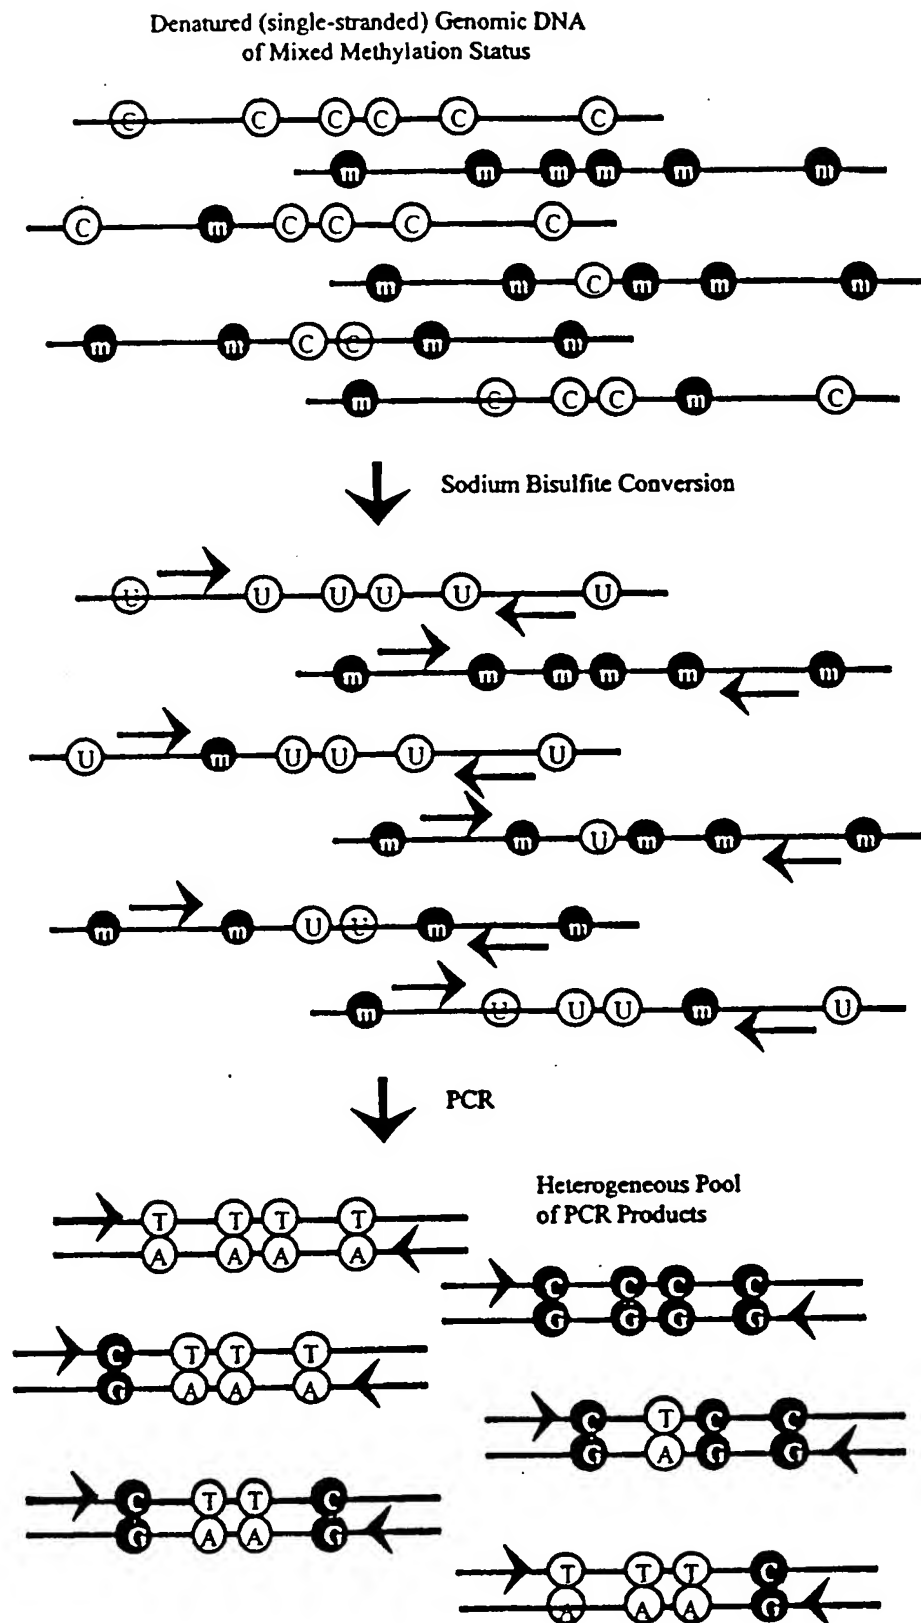 Denatured (single-stranded) Genomic DNA
of Mixed Methylation Status
C C C C C C
m m m m m m
C m C C C C
m m C m m m
m m C C m m
m C C C m C
Sodium Bisulfite Conversion
U U U U U U
m m m m m m
U m U U U U
m m U m m m
m m U U m m
m U U U m U
PCR
Heterogeneous Pool
of PCR Products
T T T T
A A A A
C C C C
G G G G
C T T T
G A A A
C T C C
G A G G
C T T C
G A A G
T T T C
A A A G